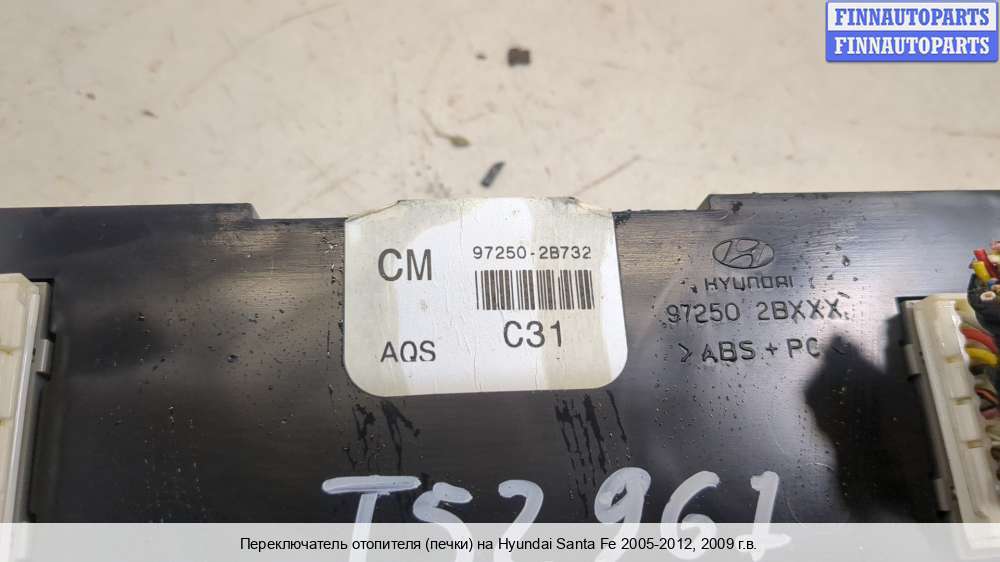 FINNAUTOPARTS
FINNAUTOPARTS
CM
97250-2B732
C31
AQS
HYUNDAI
97250 2BXXX
>ABS+PC<
TS2961
Переключатель отопителя (печки) на Hyundai Santa Fe 2005-2012, 2009 г.в.